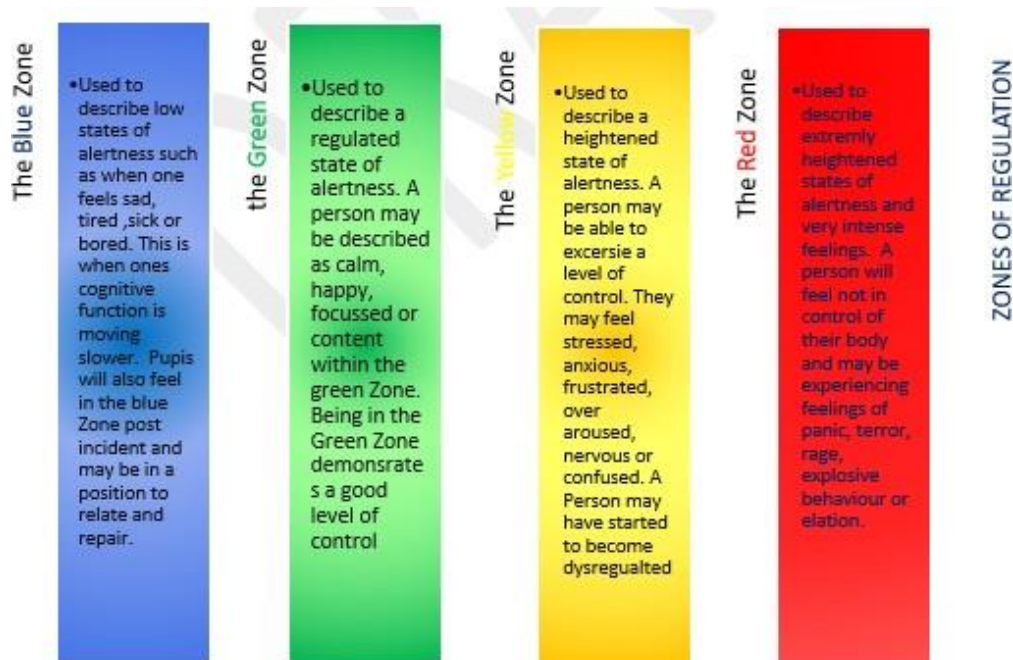 The Blue Zone
•Used to
describe low
states of
alertness such
as when one
feels sad,
tired ,sick or
bored. This is
when ones
cognitive
function is
moving
slower. Pupis
will also feel
in the blue
Zone post
incident and
may be in a
position to
relate and
repair.
the Green Zone
•Used to
describe a
regulated
state of
alertness. A
person may
be described
as calm,
happy,
focussed or
content
within the
green Zone.
Being in the
Green Zone
demonsrate
s a good
level of
control
The Yellow Zone
•Used to
describe a
heightened
state of
alertness. A
person may
be able to
excersie a
level of
control. They
may feel
stressed,
anxious,
frustrated,
over
aroused,
nervous or
confused. A
Person may
have started
to become
dysregualted
The Red Zone
•Used to
describe
extremly
heightened
states of
alertness and
very intense
feelings. A
person will
feel not in
control of
their body
and may be
experiencing
feelings of
panic, terror,
rage,
explosive
behaviour or
elation.
ZONES OF REGULATION